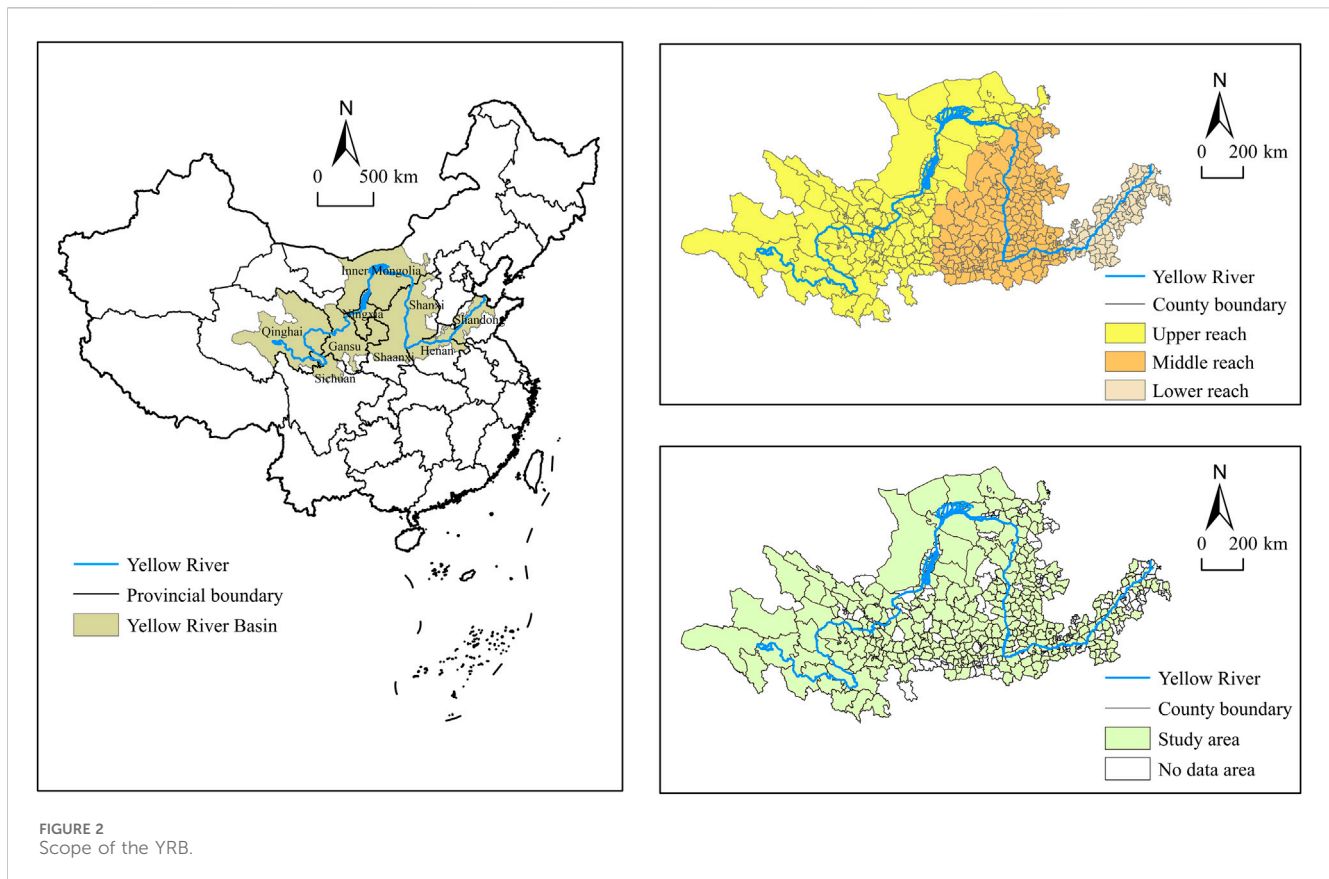 N
0 500 km
Inner Mongolia
Ningxia
Shanxi
Shandong
Qinghai
Gansu
Shaanxi
Henan
Sichuan
Yellow River
Provincial boundary
Yellow River Basin
N
0 200 km
Yellow River
County boundary
Upper reach
Middle reach
Lower reach
N
0 200 km
Yellow River
County boundary
Study area
No data area
FIGURE 2
Scope of the YRB.